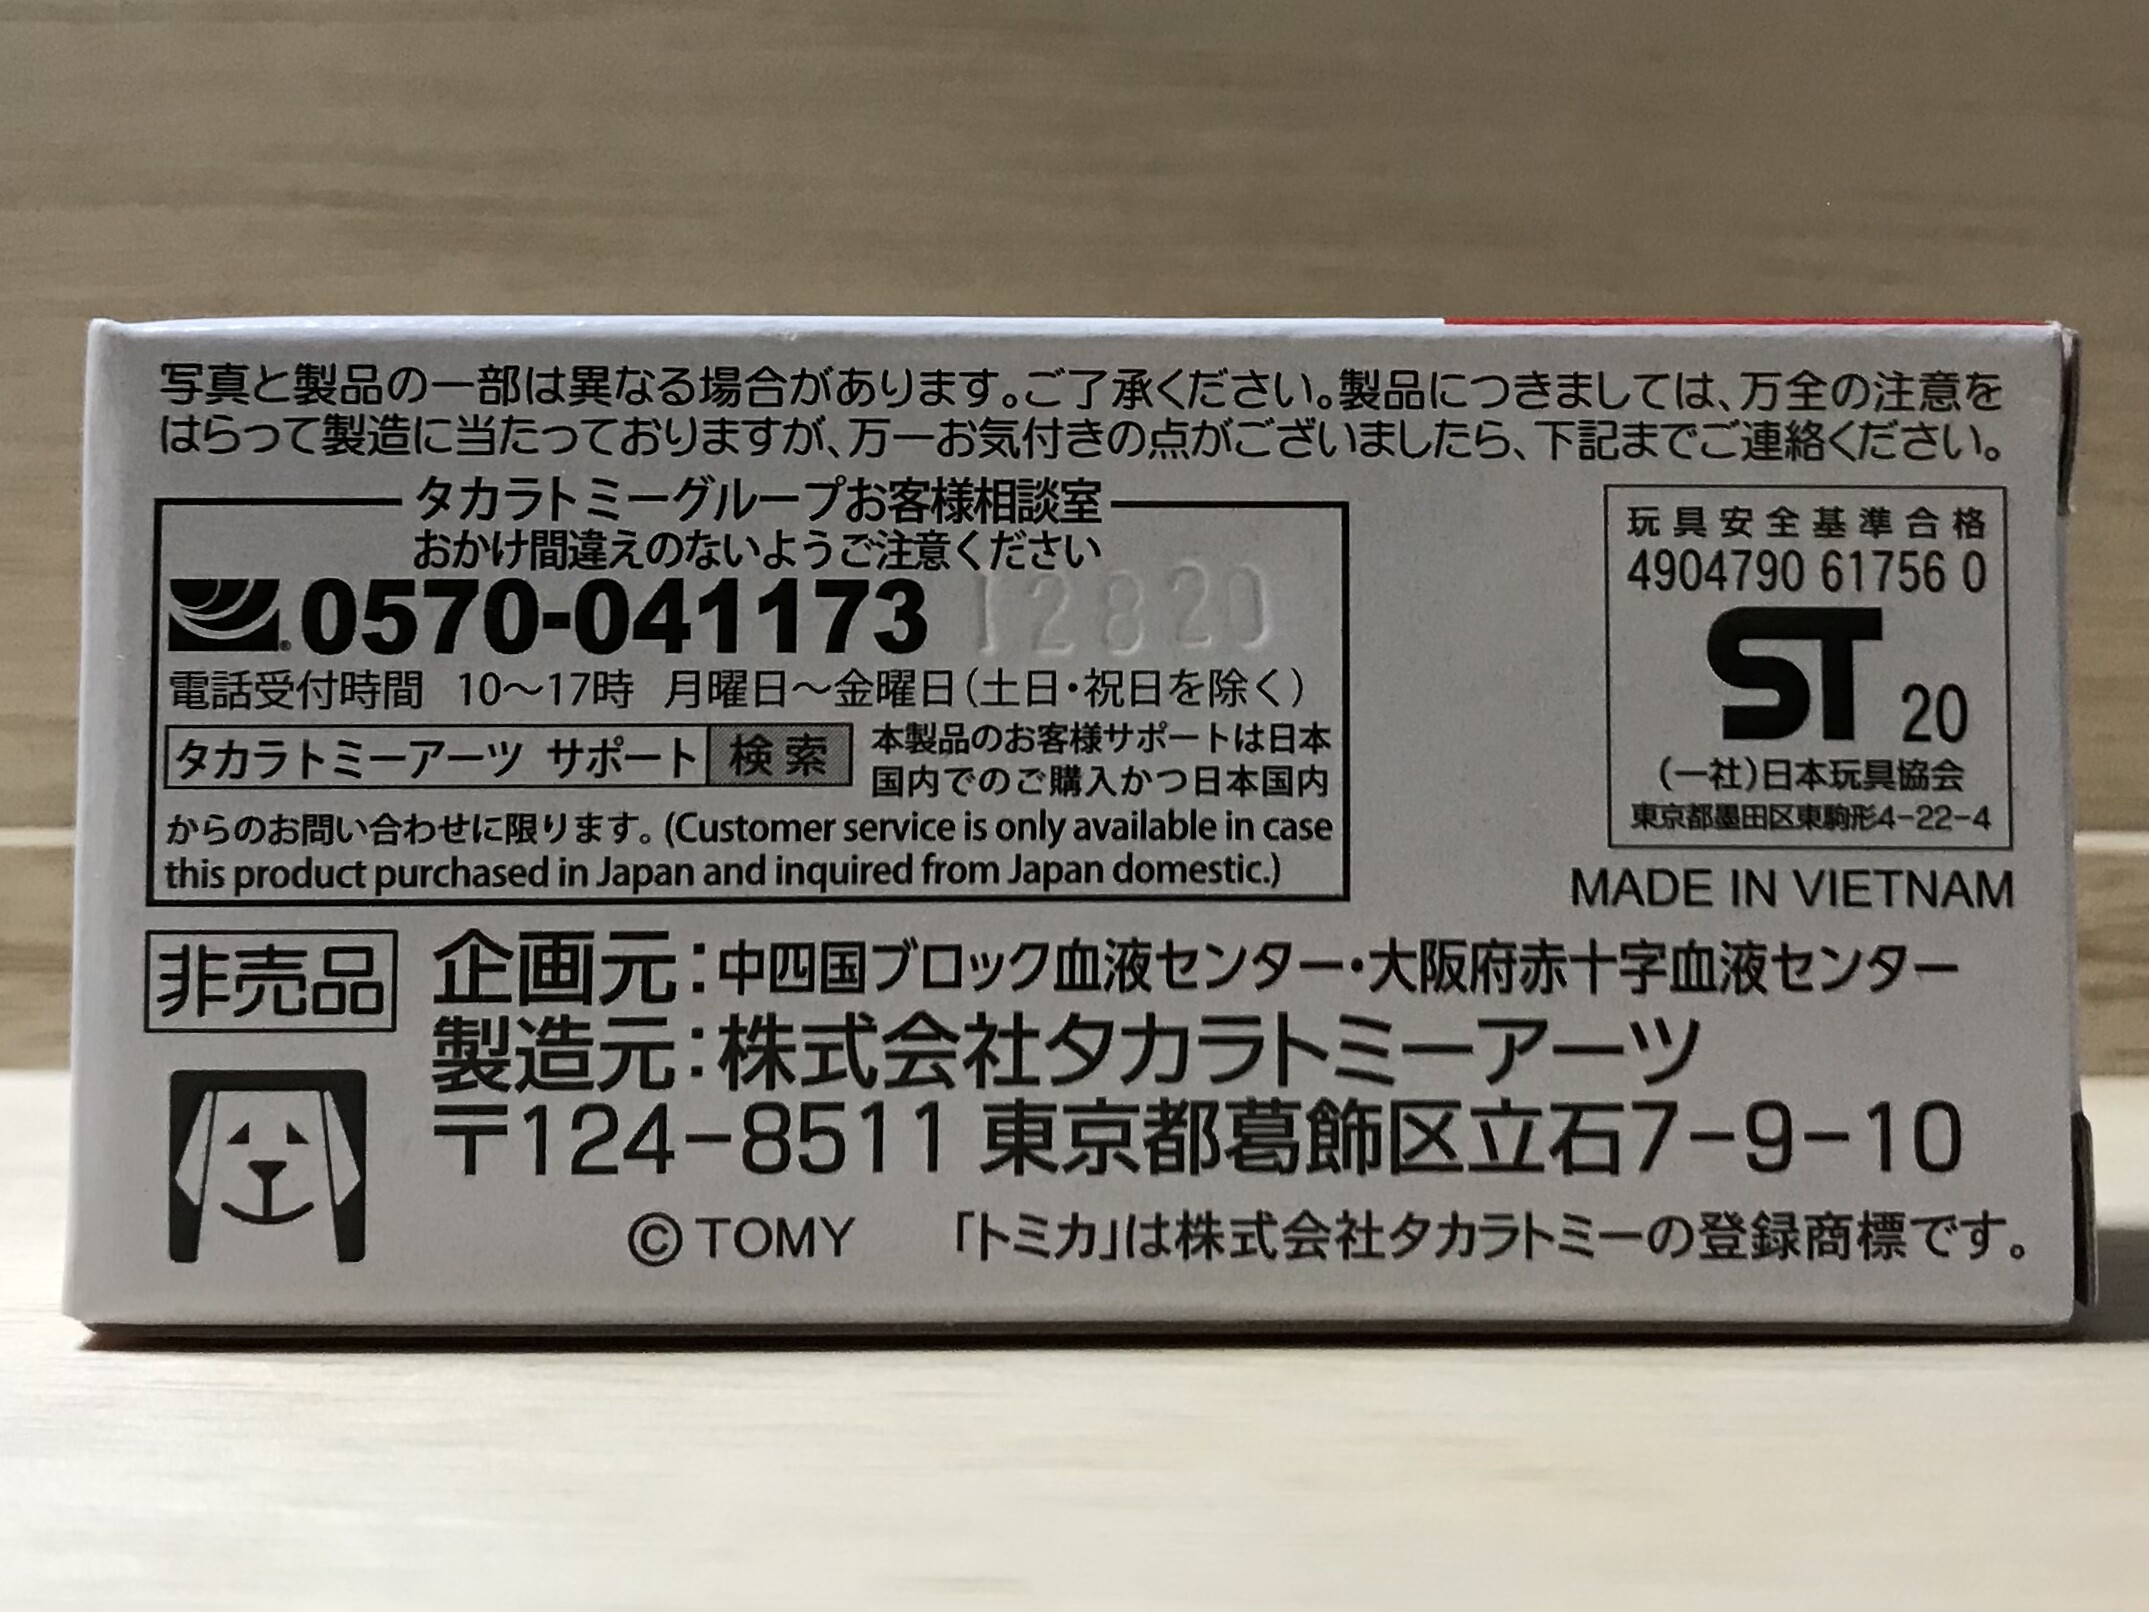 写真と製品の一部は異なる場合があります。ご了承ください。製品につきましては、万全の注意を
はらって製造に当たっておりますが、万一お気付きの点がございましたら、下記までご連絡ください。
タカラトミーグループお客様相談室
おかけ間違えのないようご注意ください
0570-041173
12820
電話受付時間 10〜17時 月曜日〜金曜日(土日・祝日を除く)
タカラトミーアーツ サポート 検索
本製品のお客様サポートは日本
国内でのご購入かつ日本国内
からのお問い合わせに限ります。(Customer service is only available in case
this product purchased in Japan and inquired from Japan domestic.)
玩具安全基準合格
4904790 61756 0
ST 20
(一社)日本玩具協会
東京都墨田区東駒形4-22-4
MADE IN VIETNAM
非売品
企画元:中四国ブロック血液センター・大阪府赤十字血液センター
製造元:株式会社タカラトミーアーツ
〒124-8511 東京都葛飾区立石7-9-10
© TOMY 「トミカ」は株式会社タカラトミーの登録商標です。